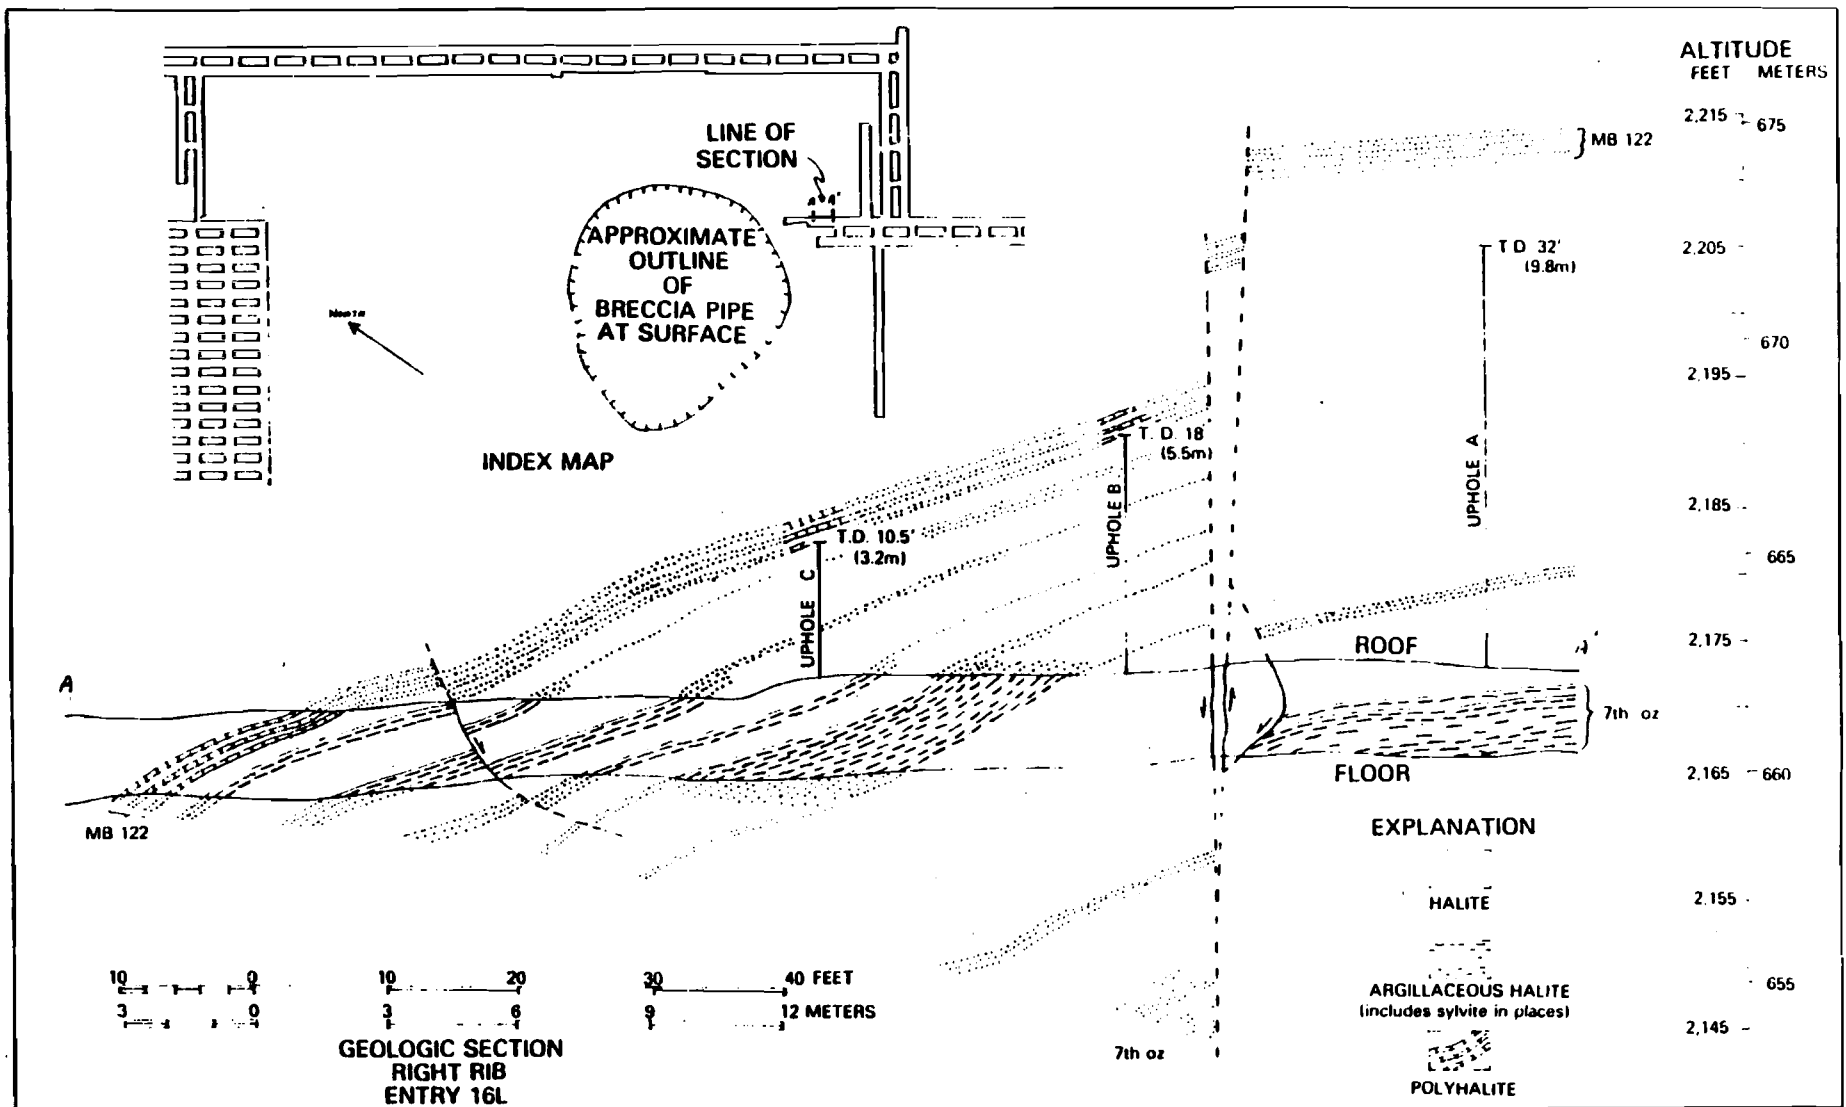 ALTITUDE
FEET METERS
2,215
675
MB 122
LINE OF
SECTION
A A'
APPROXIMATE
OUTLINE
OF
BRECCIA PIPE
AT SURFACE
INDEX MAP
2,205
T D 32'
(9.8m)
670
2,195
T. D. 18
(5.5m)
UPHOLE A
UPHOLE B
2,185
T.D. 10.5'
(3.2m)
665
UPHOLE C
2,175
ROOF
A
A'
7th oz
FLOOR
2,165
660
MB 122
EXPLANATION
2,155
HALITE
10 0 10 20 30 40 FEET
3 0 3 6 9 12 METERS
655
ARGILLACEOUS HALITE
(includes sylvite in places)
2,145
7th oz
GEOLOGIC SECTION
RIGHT RIB
ENTRY 16L
POLYHALITE